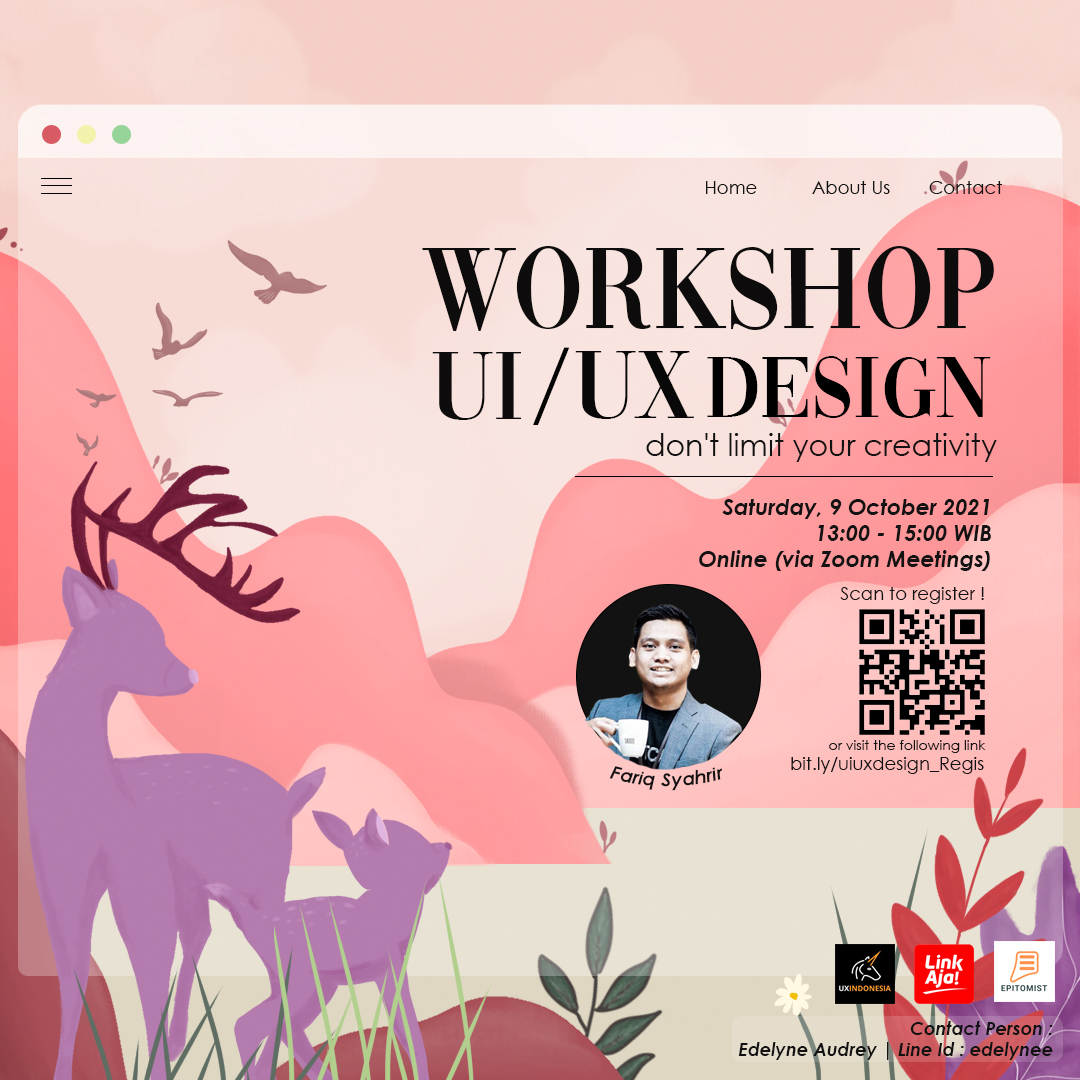 Home About Us Contact
WORKSHOP
UI/UX DESIGN
don't limit your creativity
Saturday, 9 October 2021
13:00 - 15:00 WIB
Online (via Zoom Meetings)
Scan to register !
or visit the following link
bit.ly/uiuxdesign_Regis
Fariq Syahrir
UXINDONESIA
Link
Aja!
EPITOMIST
Contact Person :
Edelyne Audrey | Line Id : edelynee